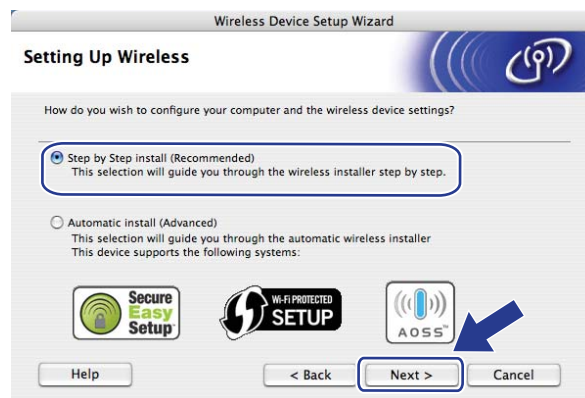 Wireless Device Setup Wizard
Setting Up Wireless
How do you wish to configure your computer and the wireless device settings?
Step by Step install (Recommended)
This selection will guide you through the wireless installer step by step.
Automatic install (Advanced)
This selection will guide you through the automatic wireless installer
This device supports the following systems:
Secure
Easy
Setup™
Wi-Fi PROTECTED
SETUP
AOSS™
Help
< Back
Next >
Cancel